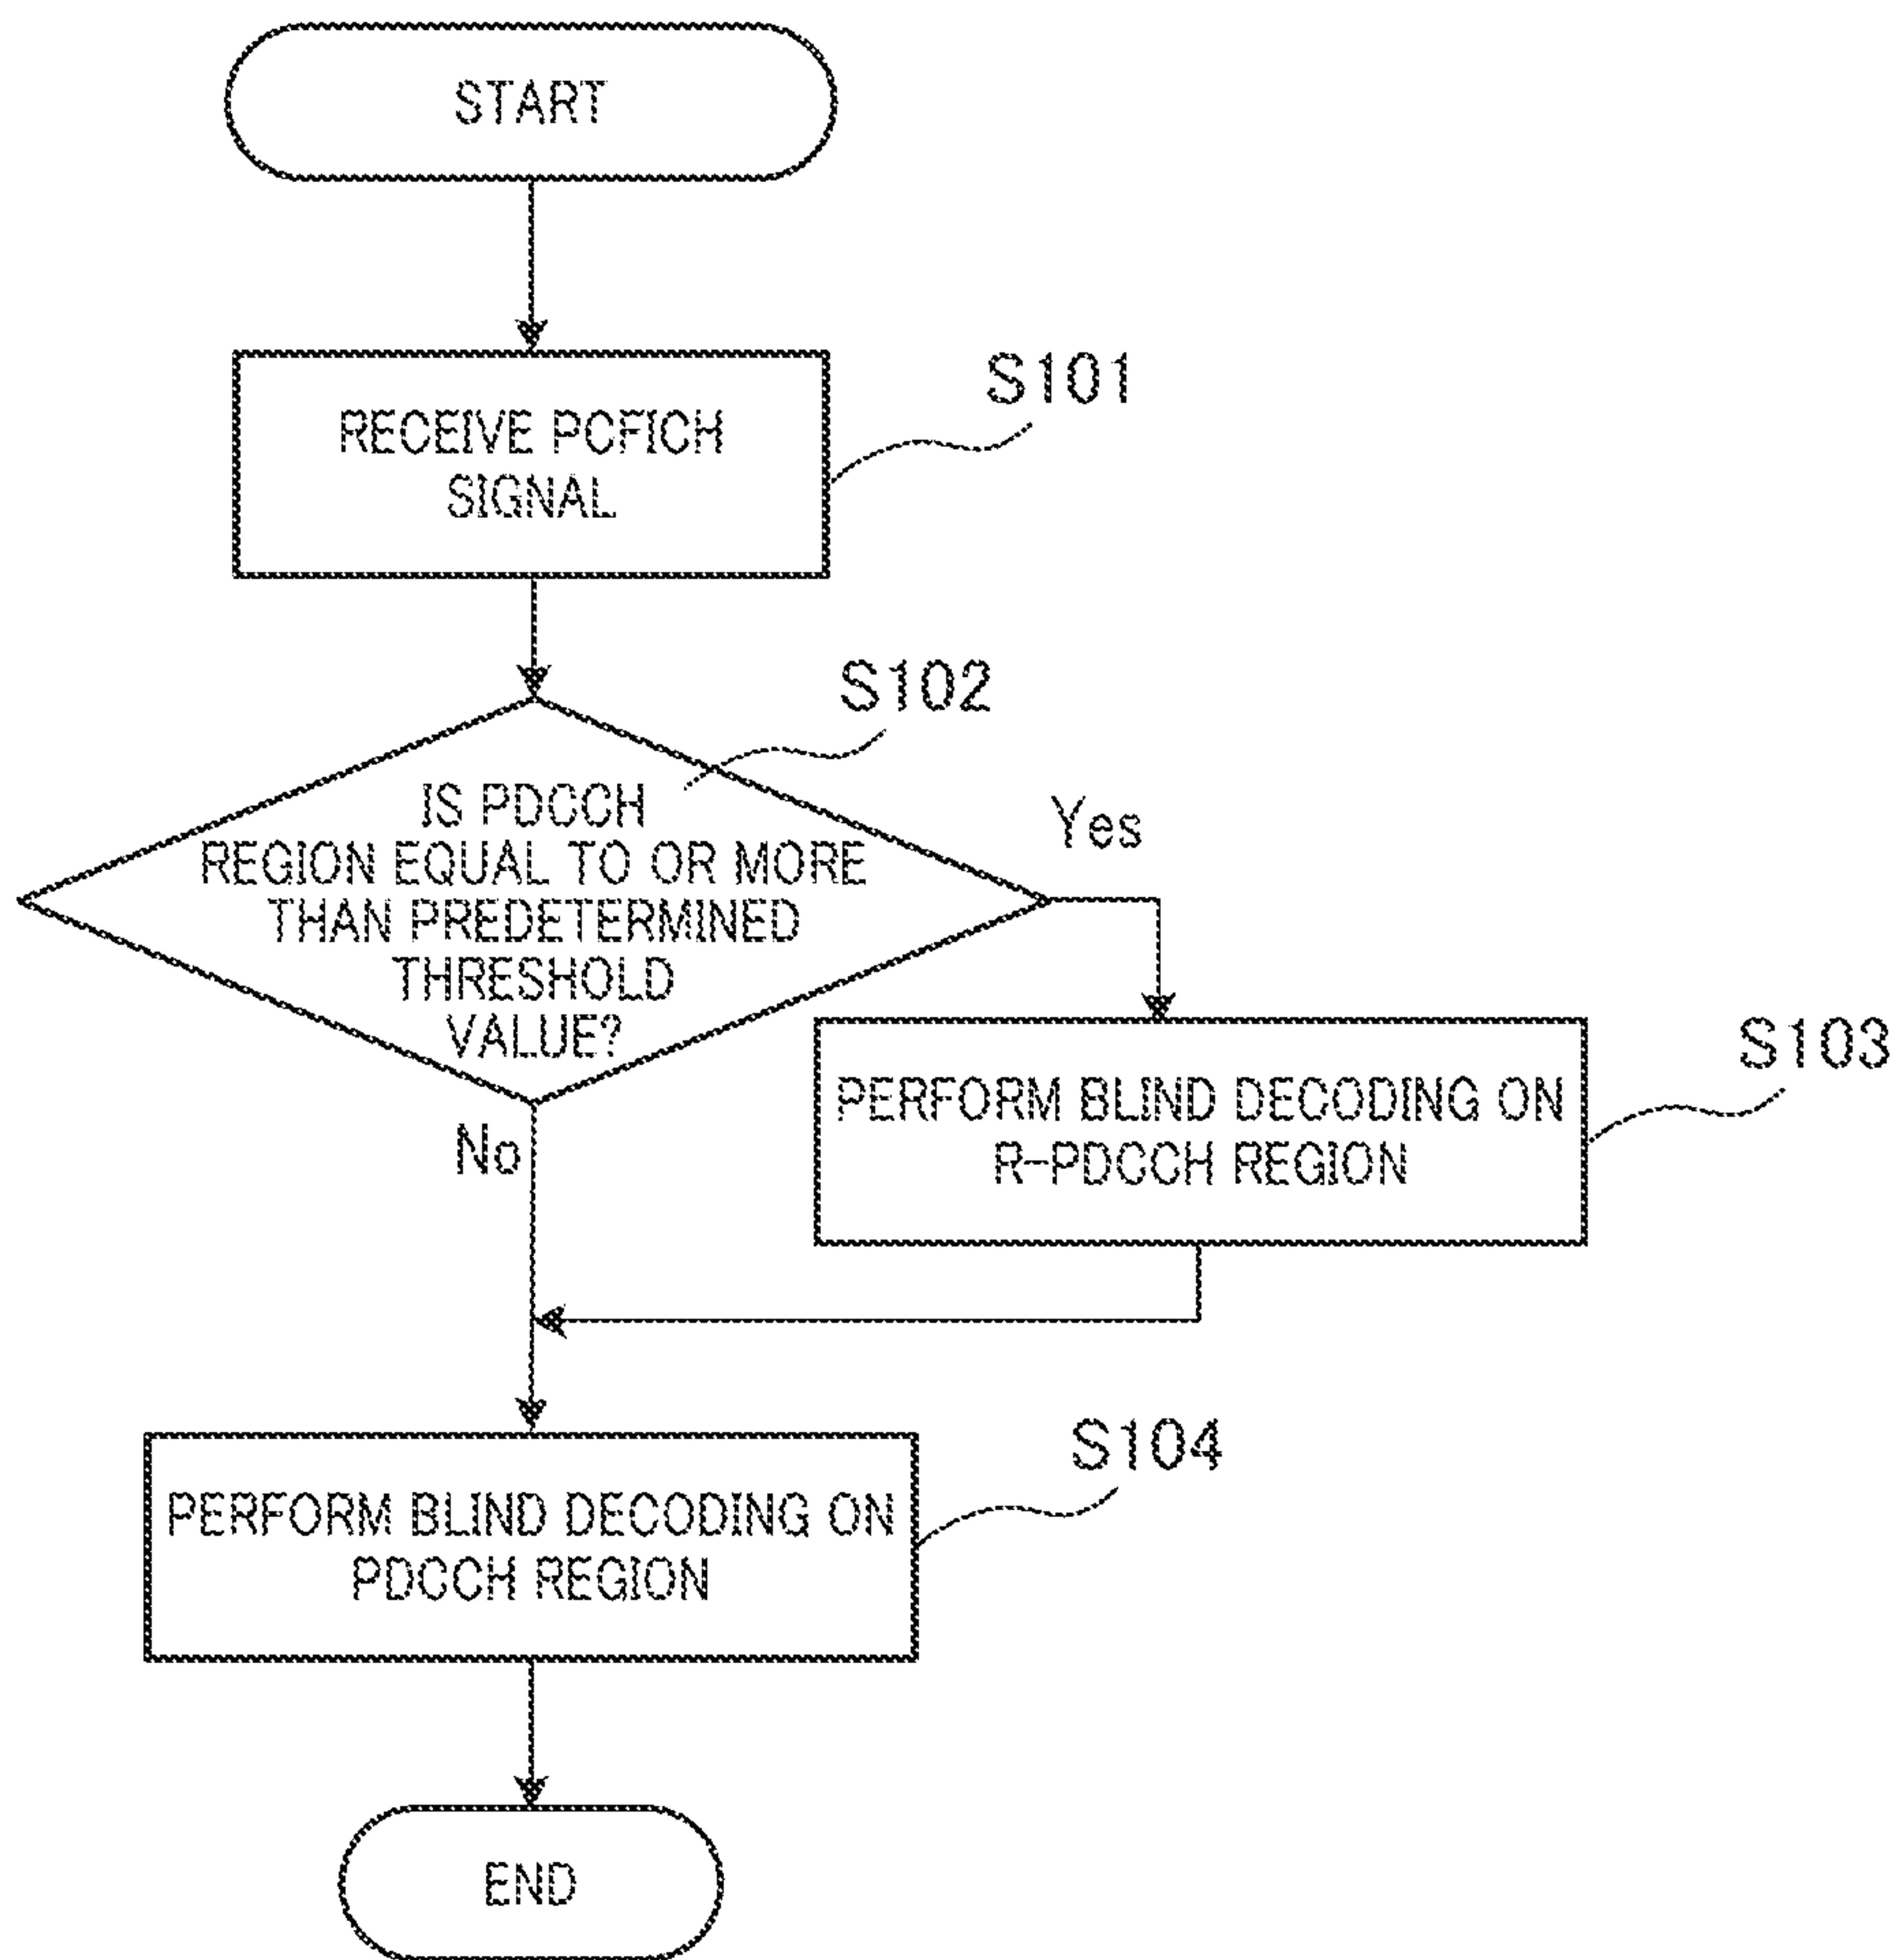 START
RECEIVE PCFICH
SIGNAL
S101
S102
IS PDCCH
REGION EQUAL TO OR MORE
THAN PREDETERMINED
THRESHOLD
VALUE?
Yes
No
PERFORM BLIND DECODING ON
R-PDCCH REGION
S103
PERFORM BLIND DECODING ON
PDCCH REGION
S104
END